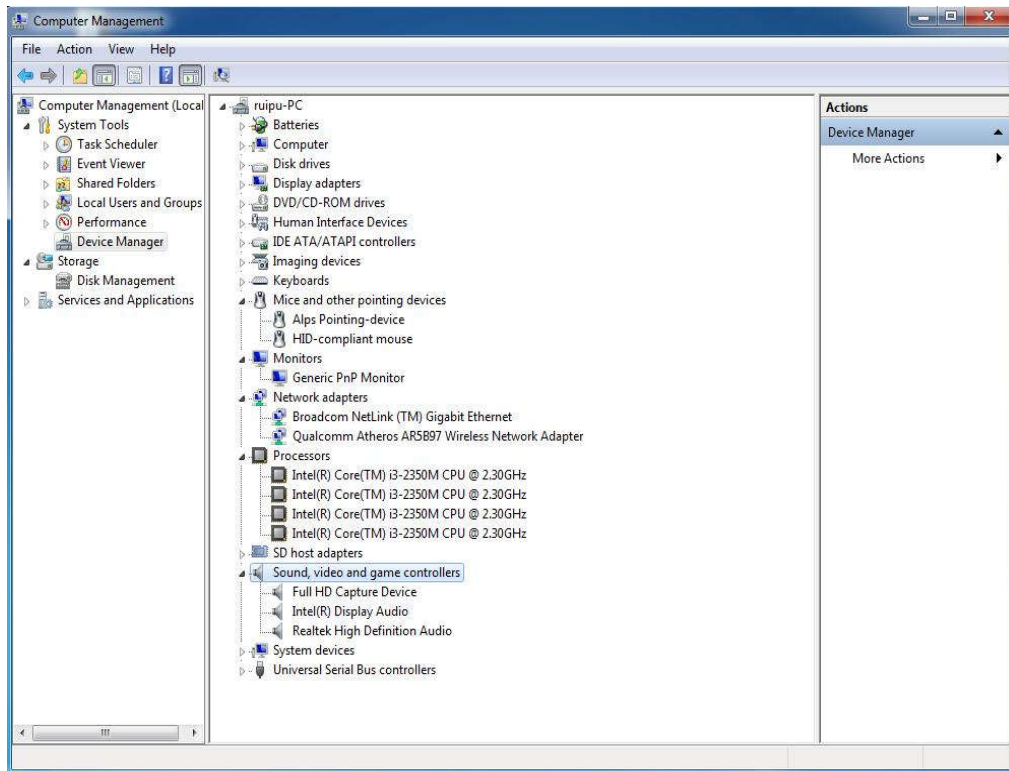 Computer Management
File Action View Help
Computer Management (Local
System Tools
Task Scheduler
Event Viewer
Shared Folders
Local Users and Groups
Performance
Device Manager
Storage
Disk Management
Services and Applications
ruipu-PC
Batteries
Computer
Disk drives
Display adapters
DVD/CD-ROM drives
Human Interface Devices
IDE ATA/ATAPI controllers
Imaging devices
Keyboards
Mice and other pointing devices
Alps Pointing-device
HID-compliant mouse
Monitors
Generic PnP Monitor
Network adapters
Broadcom NetLink (TM) Gigabit Ethernet
Qualcomm Atheros AR5B97 Wireless Network Adapter
Processors
Intel(R) Core(TM) i3-2350M CPU @ 2.30GHz
Intel(R) Core(TM) i3-2350M CPU @ 2.30GHz
Intel(R) Core(TM) i3-2350M CPU @ 2.30GHz
Intel(R) Core(TM) i3-2350M CPU @ 2.30GHz
SD host adapters
Sound, video and game controllers
Full HD Capture Device
Intel(R) Display Audio
Realtek High Definition Audio
System devices
Universal Serial Bus controllers
Actions
Device Manager
More Actions